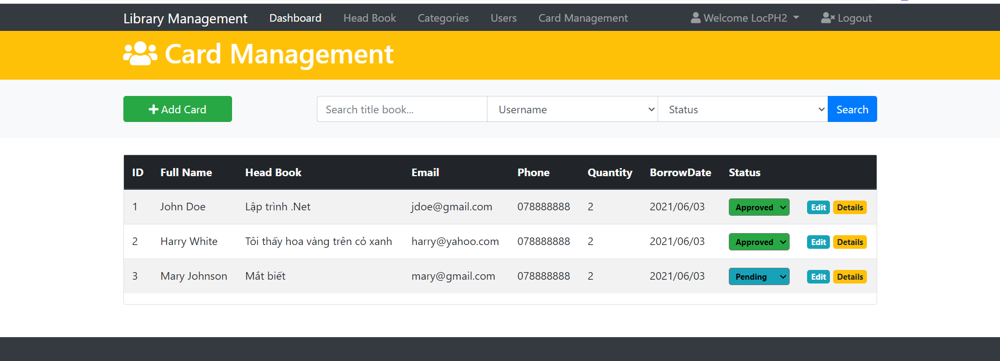 Library Management Dashboard Head Book Categories Users Card Management Welcome LocPH2 Logout
Card Management
Add Card Search title book... Username Status Search
ID Full Name Head Book Email Phone Quantity BorrowDate Status
1 John Doe Lập trình .Net jdoe@gmail.com 078888888 2 2021/06/03 Approved Edit Details
2 Harry White Tôi thấy hoa vàng trên cỏ xanh harry@yahoo.com 078888888 2 2021/06/03 Approved Edit Details
3 Mary Johnson Mắt biết mary@gmail.com 078888888 2 2021/06/03 Pending Edit Details